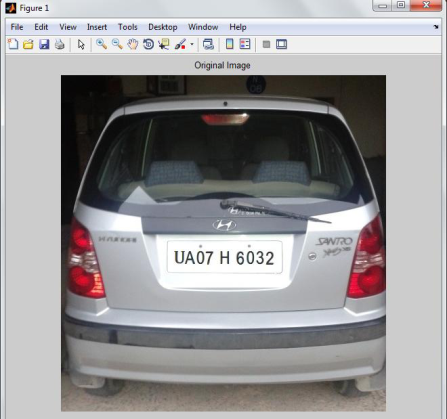 Figure 1
File Edit View Insert Tools Desktop Window Help
Original Image
SANTRO
UA07 H 6032